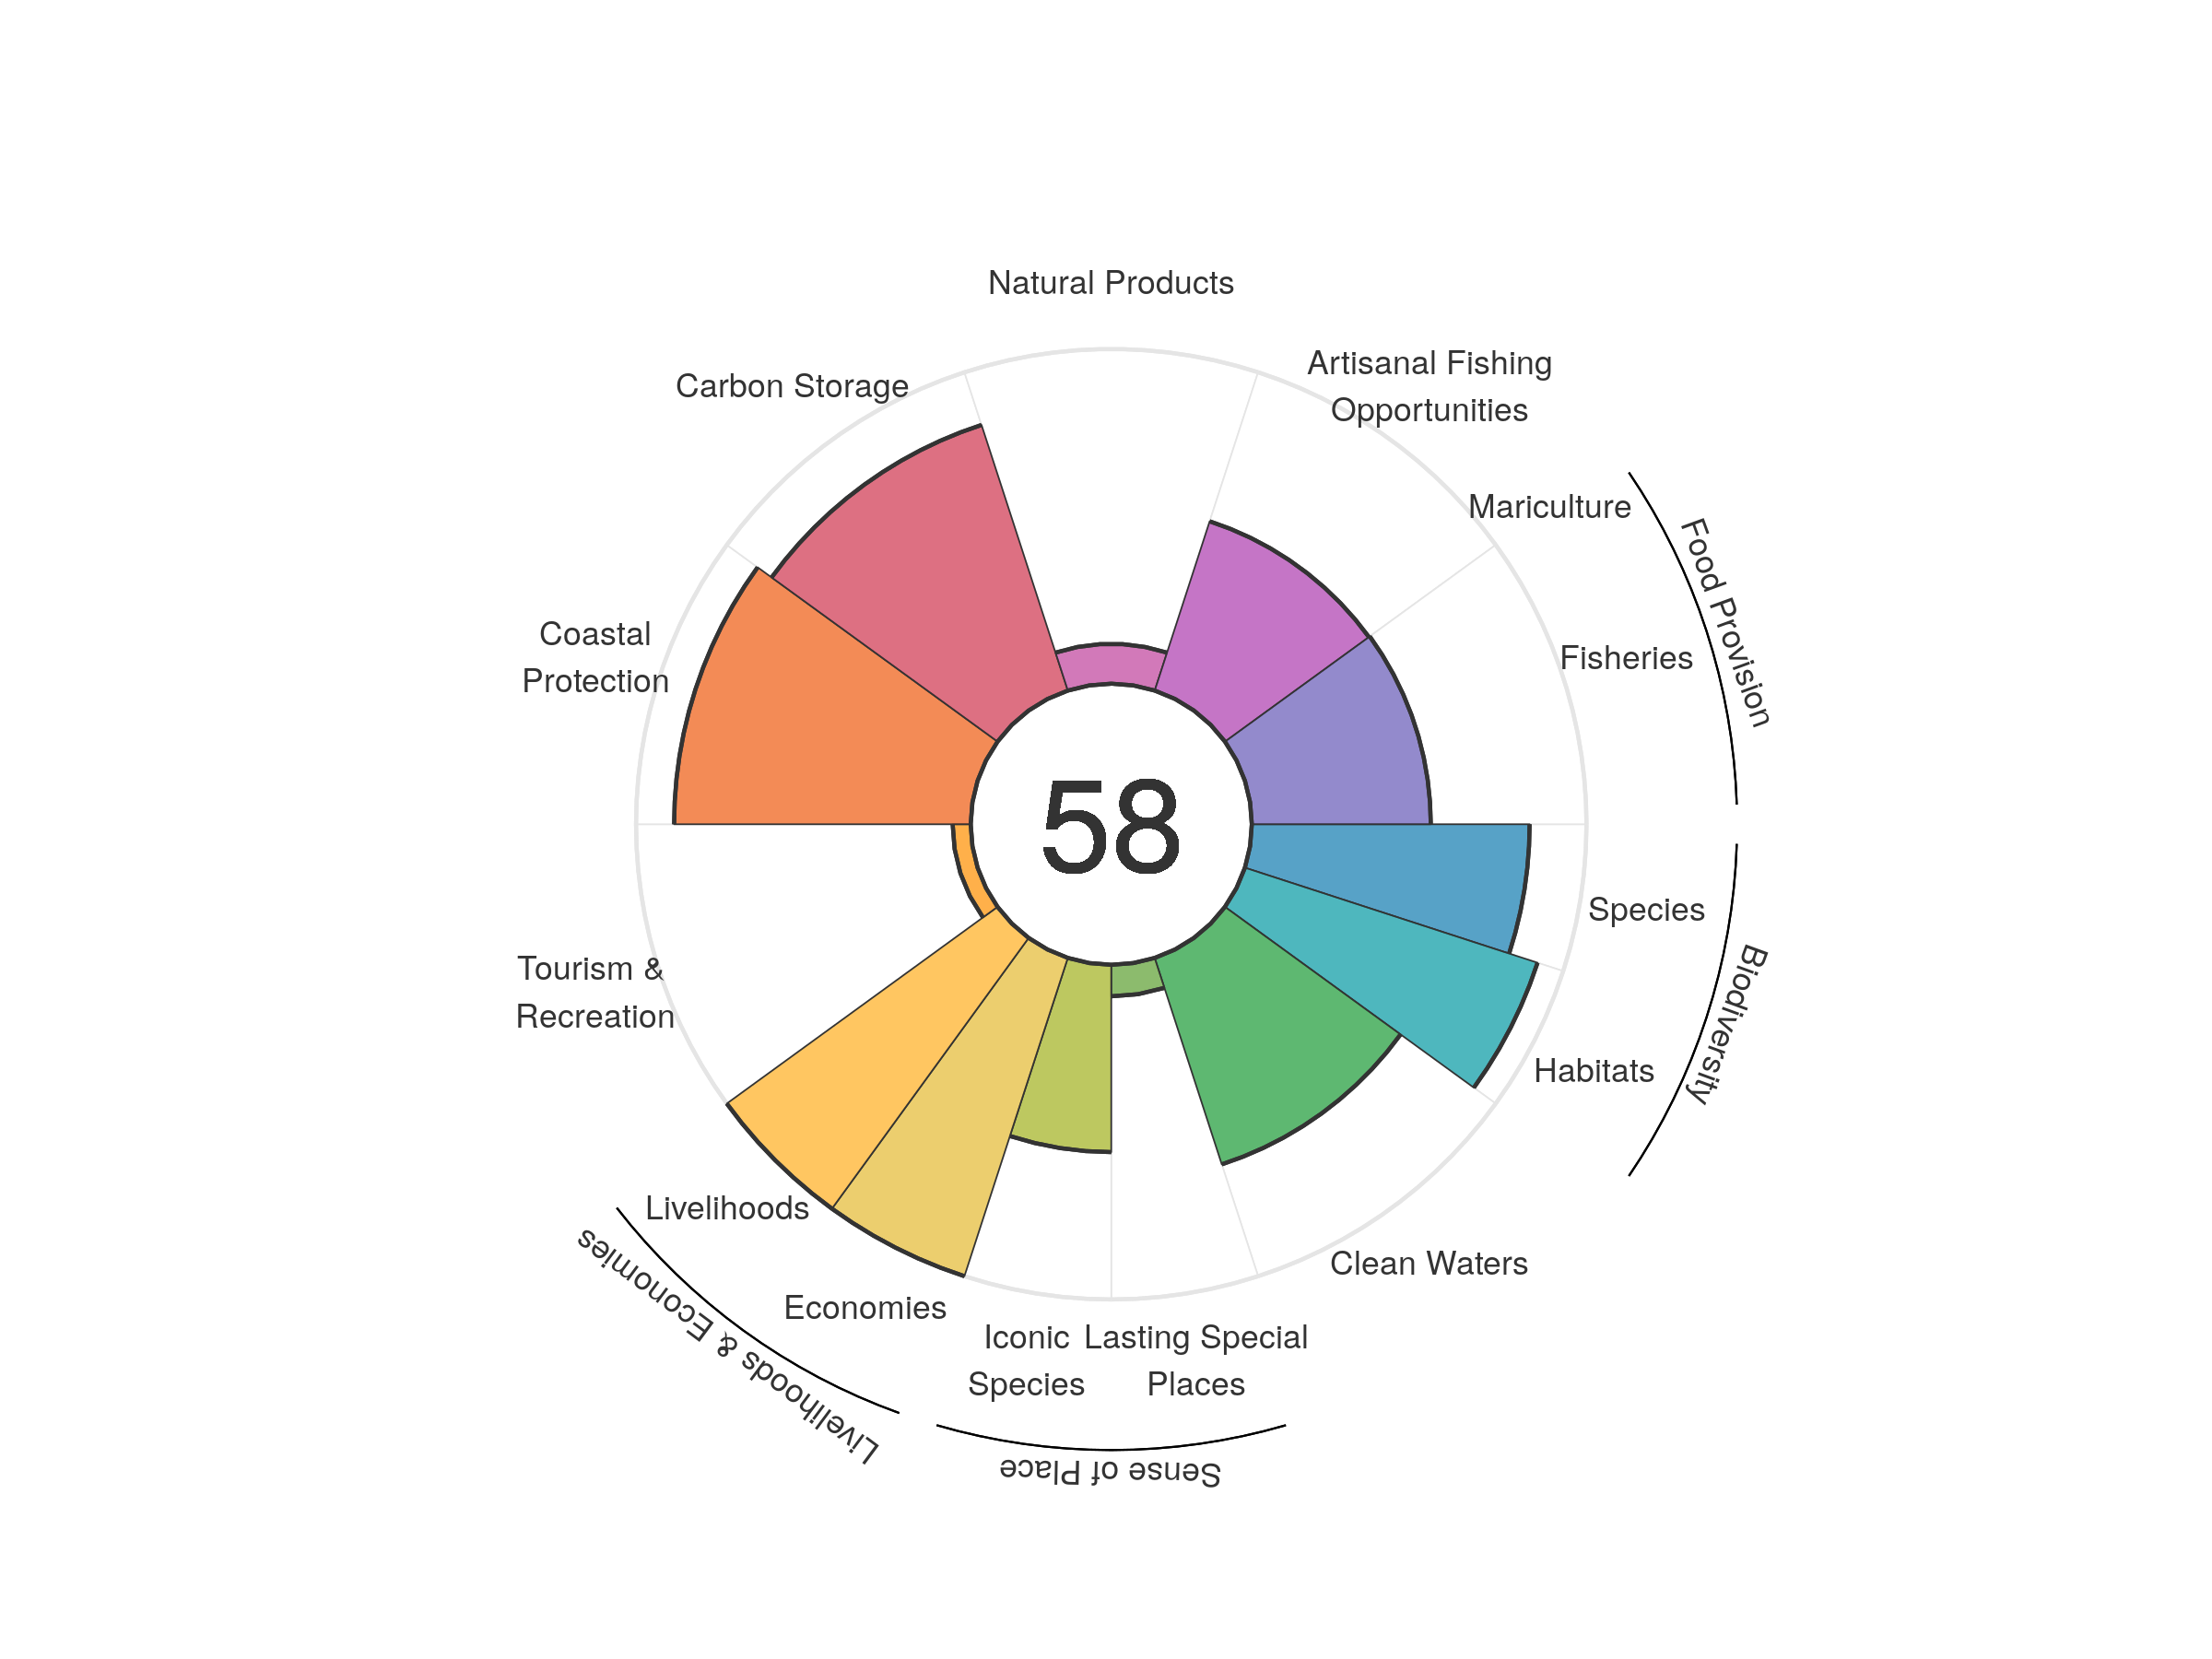 Natural Products
Artisanal Fishing
Opportunities
Carbon Storage
Mariculture
Food Provision
Fisheries
Coastal
Protection
58
Species
Biodiversity
Tourism &
Recreation
Habitats
Livelihoods
Clean Waters
Economies
Livelihoods & Economies
Iconic
Species
Lasting Special
Places
Sense of Place